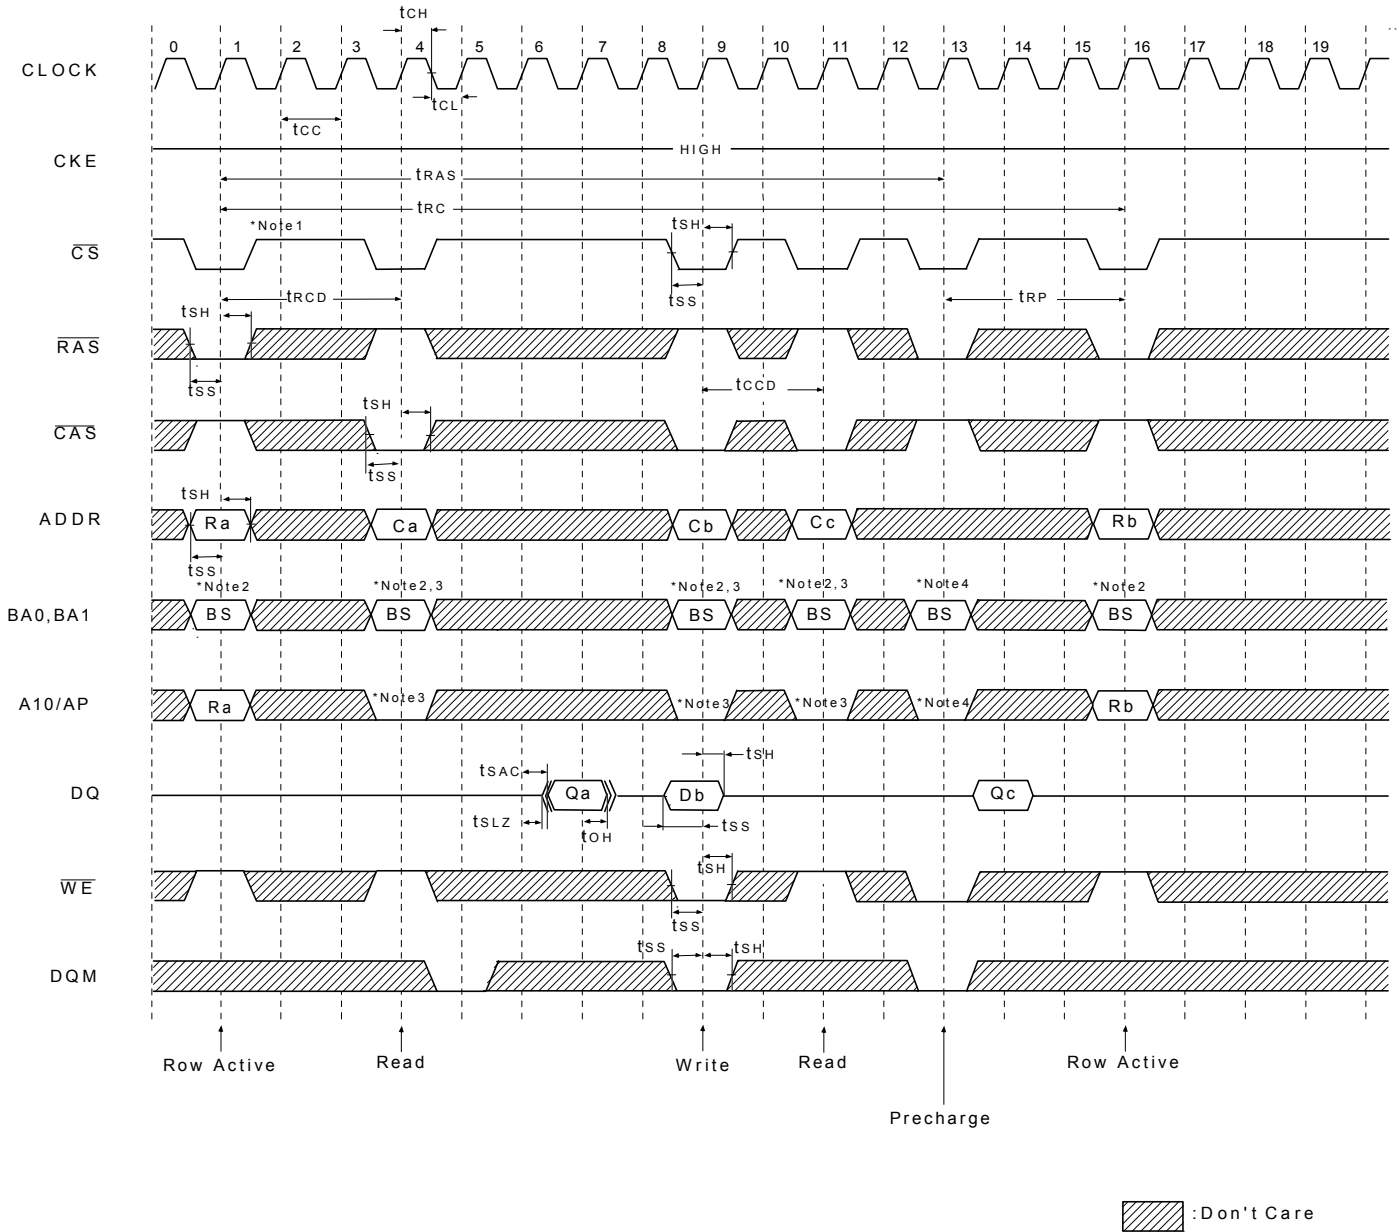 tCH
0 1 2 3 4 5 6 7 8 9 10 11 12 13 14 15 16 17 18 19
CLOCK
tCL
tCC
CKE
HIGH
tRAS
tRC
*Note1
tSH
CS
tSS
tRCD
tRP
tSH
RAS
tSS
tCCD
tSH
CAS
tSS
tSH
ADDR
Ra Ca Cb Cc Rb
tSS
*Note2 *Note2,3 *Note2,3 *Note2,3 *Note4 *Note2
BA0,BA1
BS BS BS BS BS BS
A10/AP
Ra *Note3 *Note3 *Note3 *Note4 Rb
tSH
tSAC
DQ
Qa Db Qc
tSLZ
tOH
tSS
tSH
WE
tSS
tSS tSH
DQM
Row Active Read Write Read Row Active
Precharge
:Don't Care